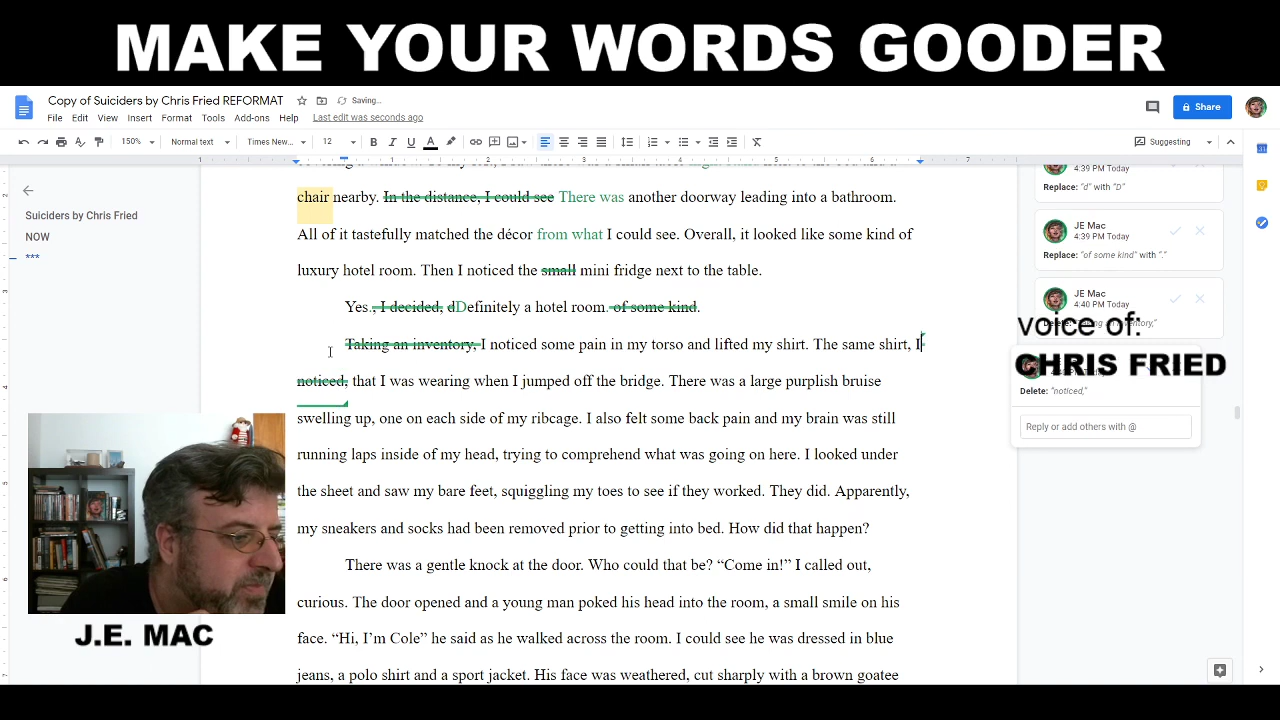 MAKE YOUR WORDS GOODER
Copy of Suiciders by Chris Fried REFORMAT
Saving...
File Edit View Insert Format Tools Add-ons Help
Last edit was seconds ago
Share
150% Normal text Times New... 12
Suggesting
1 1 2 3 4 5 6 7
Suiciders by Chris Fried
NOW
***
chair nearby. In the distance, I could see There was another doorway leading into a bathroom.
All of it tastefully matched the décor from what I could see. Overall, it looked like some kind of
luxury hotel room. Then I noticed the small mini fridge next to the table.
Yes., I decided, dDefinitely a hotel room. of some kind.
Taking an inventory, I noticed some pain in my torso and lifted my shirt. The same shirt, I
noticed, that I was wearing when I jumped off the bridge. There was a large purplish bruise
swelling up, one on each side of my ribcage. I also felt some back pain and my brain was still
running laps inside of my head, trying to comprehend what was going on here. I looked under
the sheet and saw my bare feet, squiggling my toes to see if they worked. They did. Apparently,
my sneakers and socks had been removed prior to getting into bed. How did that happen?
There was a gentle knock at the door. Who could that be? “Come in!” I called out,
curious. The door opened and a young man poked his head into the room, a small smile on his
face. “Hi, I’m Cole” he said as he walked across the room. I could see he was dressed in blue
jeans, a polo shirt and a sport jacket. His face was weathered, cut sharply with a brown goatee
4:39 PM Today
Replace: “d” with “D”
JE Mac
4:39 PM Today
Replace: “of some kind” with “.”
JE Mac
4:40 PM Today
voice of:
CHRIS FRIED
Delete: “noticed,”
Reply or add others with @
J.E. MAC